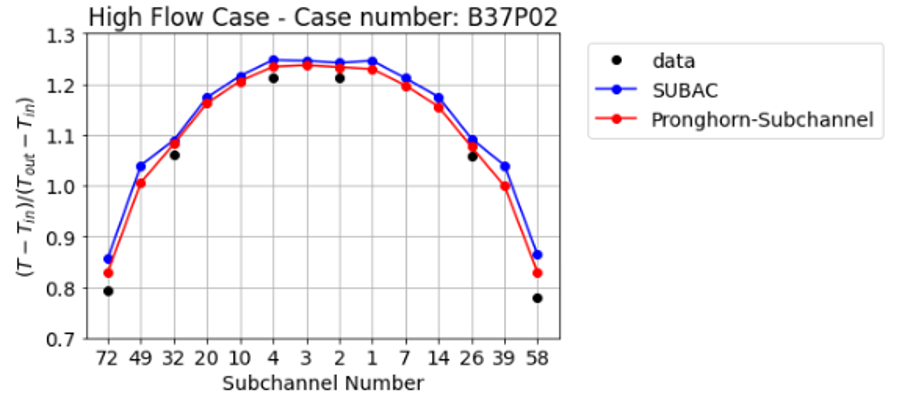 High Flow Case - Case number: B37P02
1.3
1.2
1.1
1.0
0.9
0.8
0.7
(T − T_in)/(T_out − T_in)
72 49 32 20 10 4 3 2 1 7 14 26 39 58
Subchannel Number
data
SUBAC
Pronghorn-Subchannel